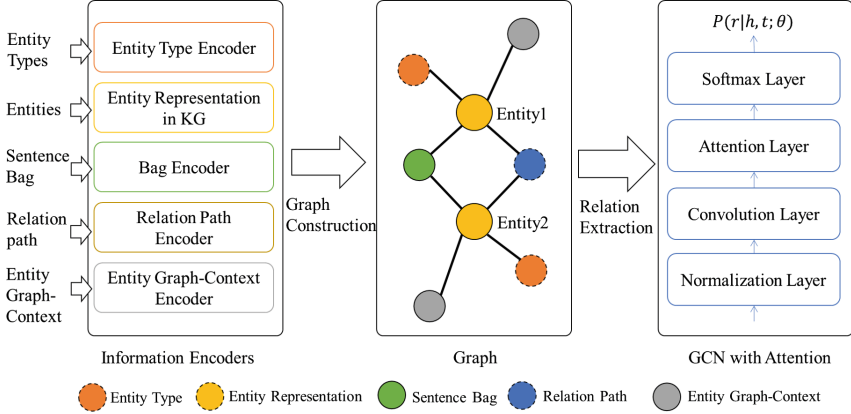 Entity
Types
Entities
Sentence
Bag
Relation
path
Entity
Graph-
Context
Entity Type Encoder
Entity Representation
in KG
Bag Encoder
Relation Path
Encoder
Entity Graph-Context
Encoder
Information Encoders
Graph
Construction
Entity1
Entity2
Graph
Relation
Extraction
P(r|h, t; θ)
Softmax Layer
Attention Layer
Convolution Layer
Normalization Layer
GCN with Attention
Entity Type
Entity Representation
Sentence Bag
Relation Path
Entity Graph-Context